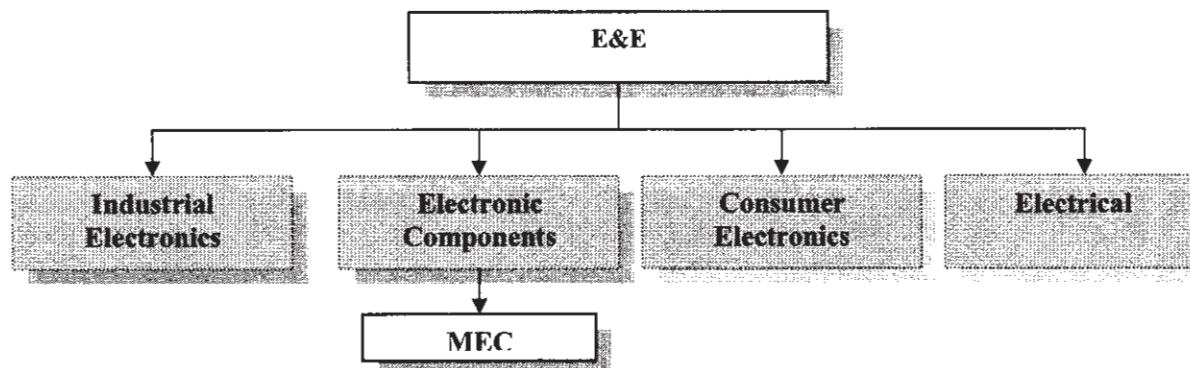 E&E
Industrial
Electronics
Electronic
Components
Consumer
Electronics
Electrical
MEC